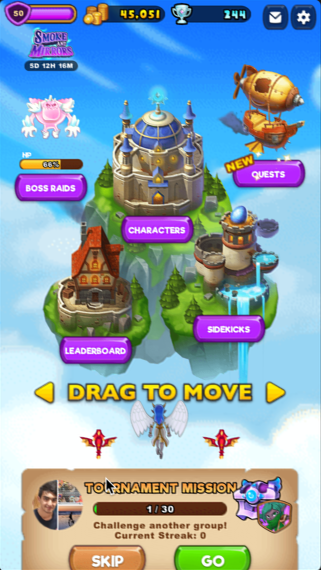 50
45.051
244
SMOKE
AND
MIRRORS
5D 12H 16M
HP
66%
BOSS RAIDS
NEW
QUESTS
CHARACTERS
SIDEKICKS
LEADERBOARD
DRAG TO MOVE
TOURNAMENT MISSION
1 / 30
Challenge another group!
Current Streak: 0
SKIP
GO